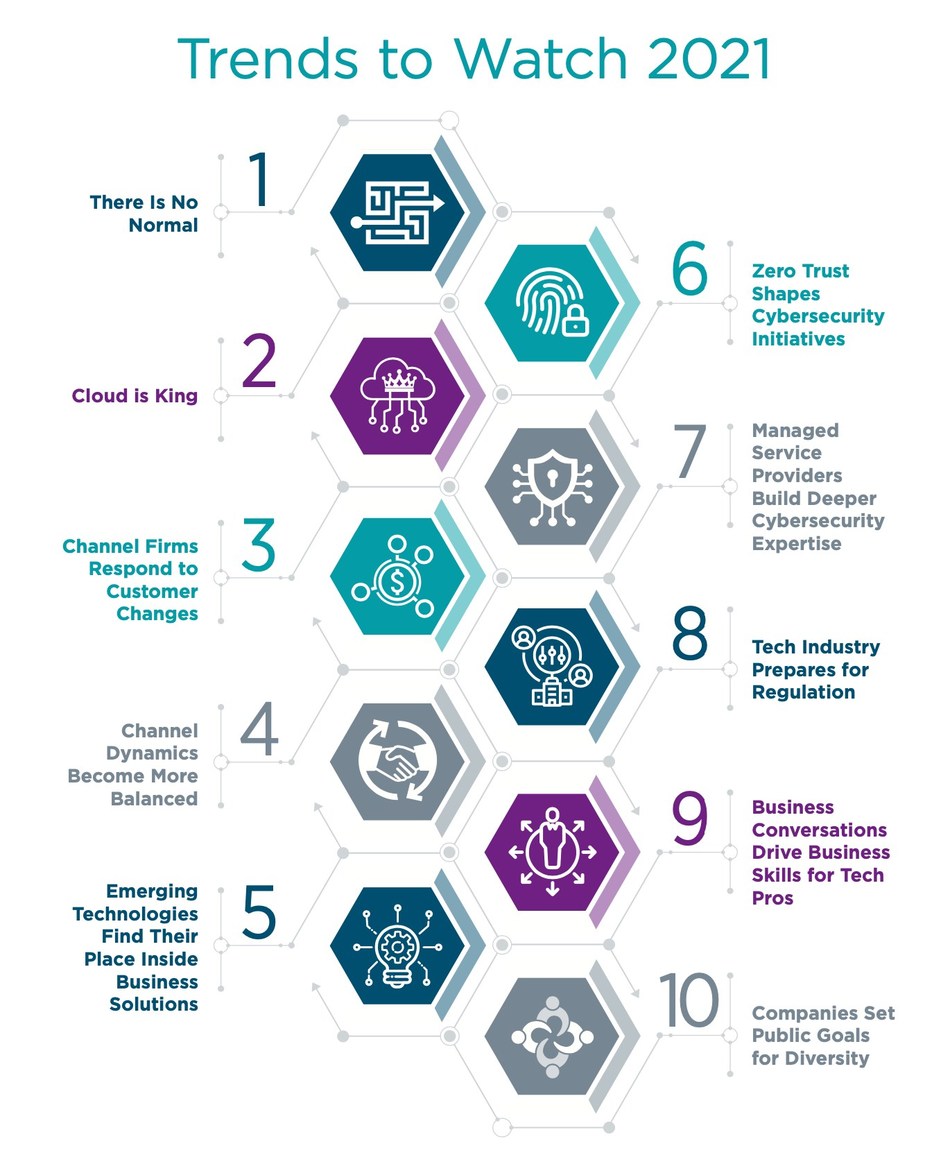 Trends to Watch 2021
1
There Is No
Normal
2
Cloud is King
3
Channel Firms
Respond to
Customer
Changes
4
Channel
Dynamics
Become More
Balanced
5
Emerging
Technologies
Find Their
Place Inside
Business
Solutions
6
Zero Trust
Shapes
Cybersecurity
Initiatives
7
Managed
Service
Providers
Build Deeper
Cybersecurity
Expertise
8
Tech Industry
Prepares for
Regulation
9
Business
Conversations
Drive Business
Skills for Tech
Pros
10
Companies Set
Public Goals
for Diversity
$